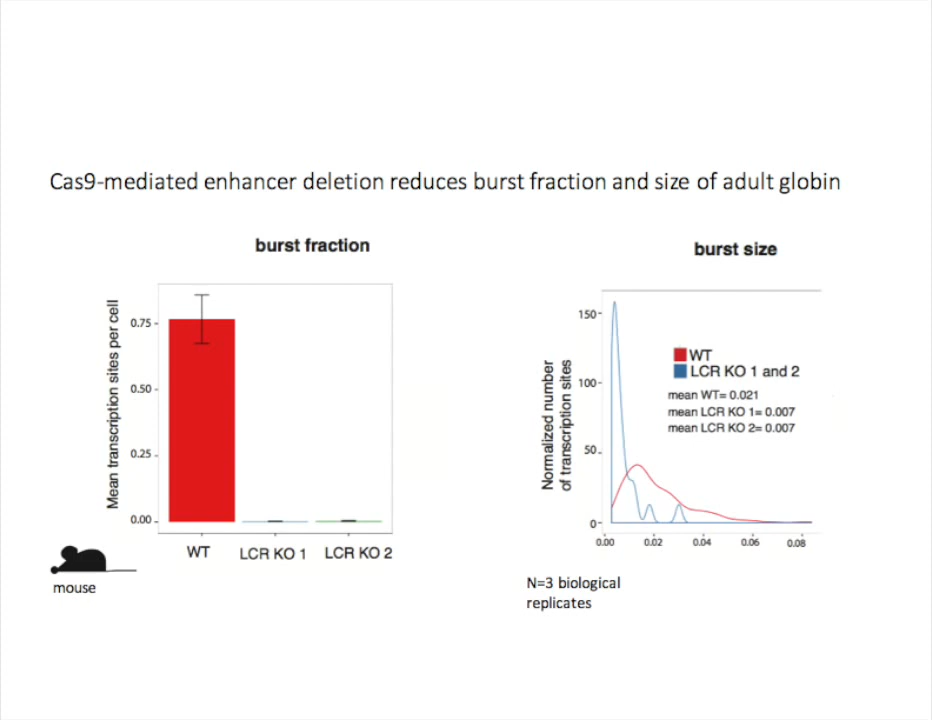 Cas9-mediated enhancer deletion reduces burst fraction and size of adult globin
burst fraction
Mean transcription sites per cell
0.75
0.50
0.25
0.00
WT
LCR KO 1
LCR KO 2
mouse
burst size
Normalized number
of transcription sites
150
100
50
0
WT
LCR KO 1 and 2
mean WT= 0.021
mean LCR KO 1= 0.007
mean LCR KO 2= 0.007
0.00
0.02
0.04
0.06
0.08
N=3 biological
replicates